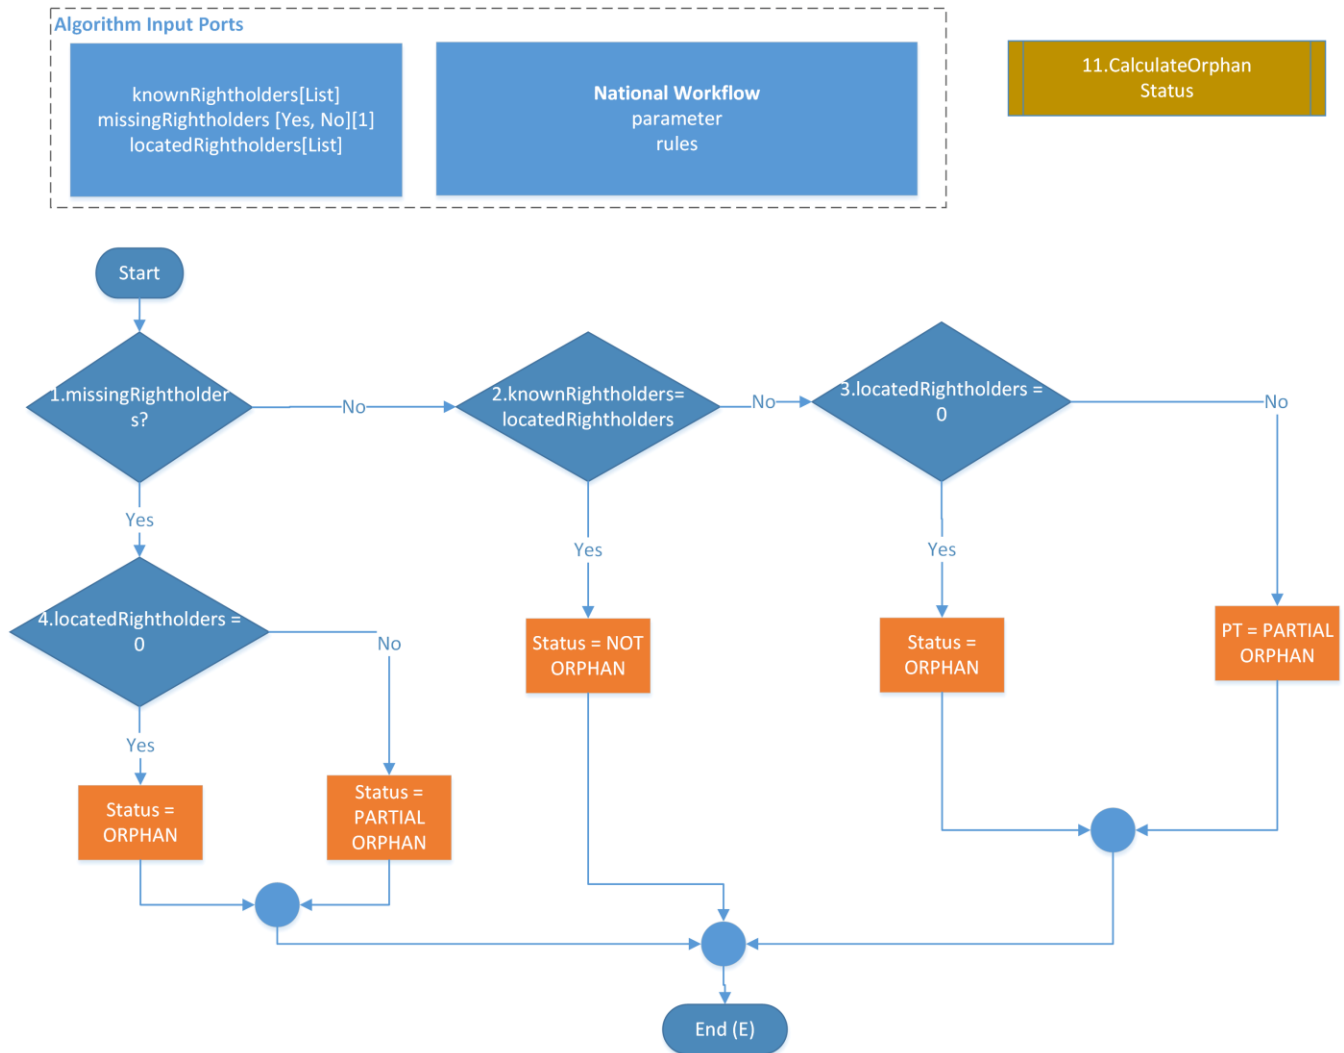 Algorithm Input Ports
knownRightholders[List]
missingRightholders [Yes, No][1]
locatedRightholders[List]
National Workflow
parameter
rules
11.CalculateOrphan
Status
Start
1.missingRightholder
s?
No
2.knownRightholders=
locatedRightholders
No
3.locatedRightholders =
0
No
Yes
Yes
Yes
4.locatedRightholders =
0
No
Status = NOT
ORPHAN
Status =
ORPHAN
PT = PARTIAL
ORPHAN
Yes
Status =
ORPHAN
Status =
PARTIAL
ORPHAN
End (E)